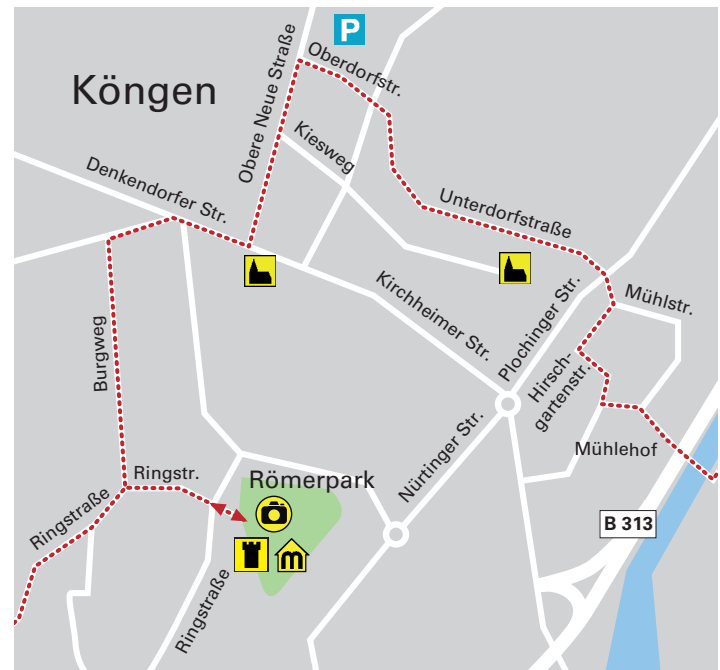 P
Oberdorfstr.
Köngen
Obere Neue Straße
Kiesweg
Denkendorfer Str.
Unterdorfstraße
Kirchheimer Str.
Plochinger Str.
Mühlstr.
Hirsch-
gartenstr.
Burgweg
Mühlehof
Nürtinger Str.
Ringstr.
Römerpark
Ringstraße
B 313
m
Ringstraße